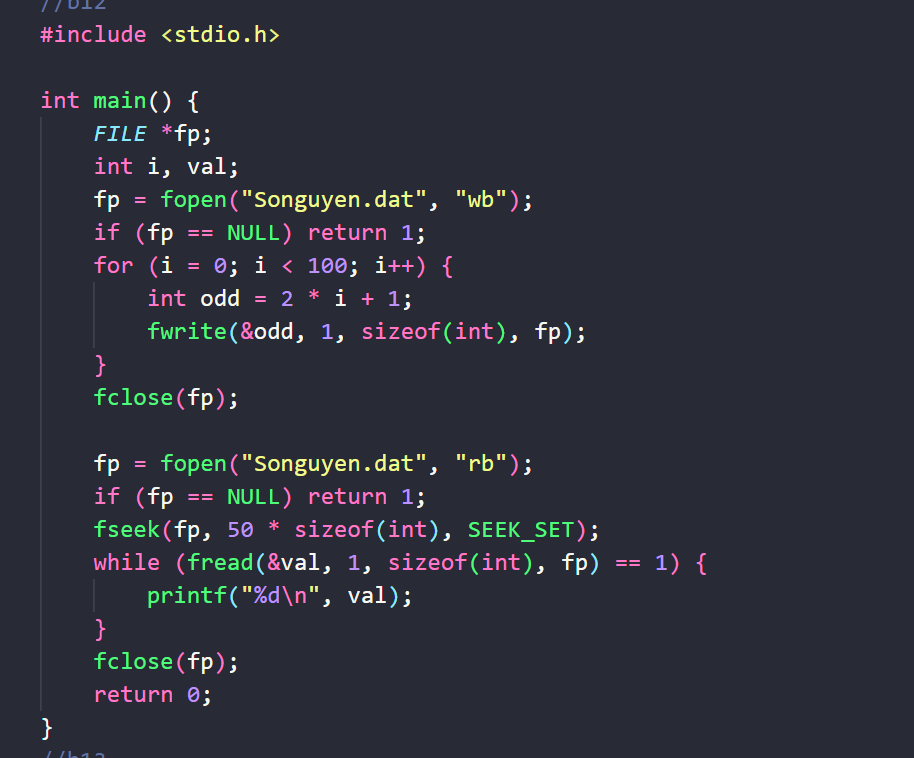 //b12
#include <stdio.h>
int main() {
FILE *fp;
int i, val;
fp = fopen("Songuyen.dat", "wb");
if (fp == NULL) return 1;
for (i = 0; i < 100; i++) {
int odd = 2 * i + 1;
fwrite(&odd, 1, sizeof(int), fp);
}
fclose(fp);
fp = fopen("Songuyen.dat", "rb");
if (fp == NULL) return 1;
fseek(fp, 50 * sizeof(int), SEEK_SET);
while (fread(&val, 1, sizeof(int), fp) == 1) {
printf("%d\n", val);
}
fclose(fp);
return 0;
}
//b13